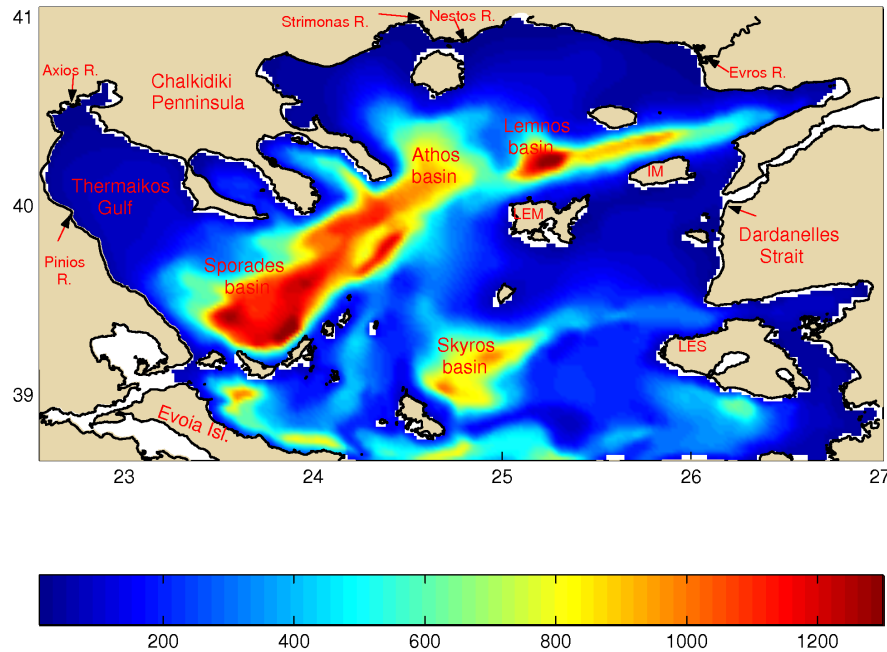 41
Strimonas R.
Nestos R.
Axios R.
Evros R.
Chalkidiki
Penninsula
Lemnos
basin
Athos
basin
IM
Thermaikos
Gulf
40
LEM
Dardanelles
Strait
Pinios
R.
Sporades
basin
Skyros
basin
LES
39
Evoia Isl.
23
24
25
26
27
200
400
600
800
1000
1200